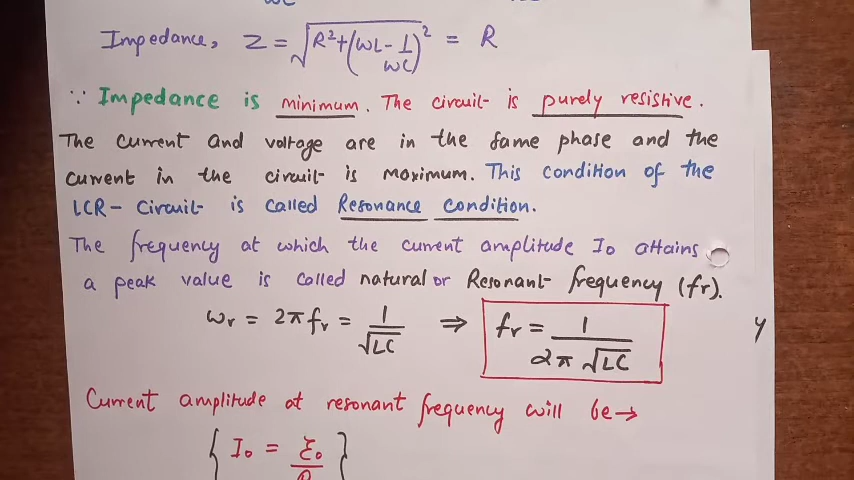 Impedance, Z = √R²+(ωL-1/ωC)² = R
∵ Impedance is minimum. The circuit is purely resistive.
The current and voltage are in the same phase and the
current in the circuit is maximum. This condition of the
LCR- Circuit is called Resonance Condition.
The frequency at which the current amplitude Io attains
a peak value is called natural or Resonant frequency (fr).
ωr = 2πfr = 1/√LC ⇒ fr = 1/2π√LC
Current amplitude at resonant frequency will be→
{ Io = ξo/R }